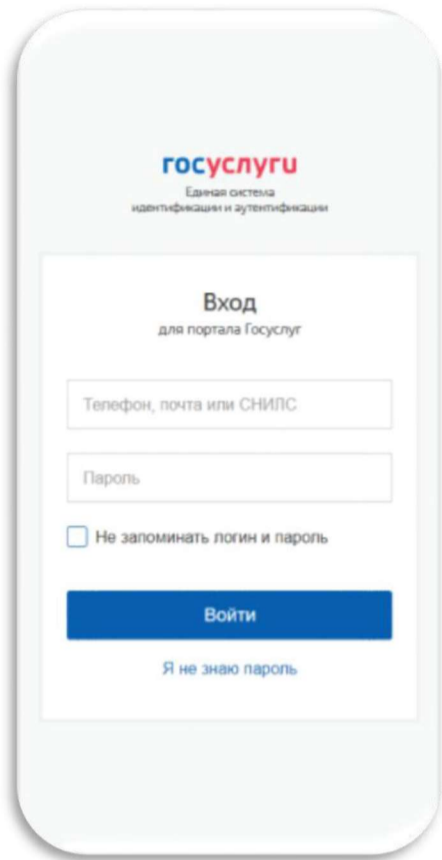 госуслуги
Единая система
идентификации и аутентификации
Вход
для портала Госуслуг
Телефон, почта или СНИЛС
Пароль
Не запоминать логин и пароль
Войти
Я не знаю пароль